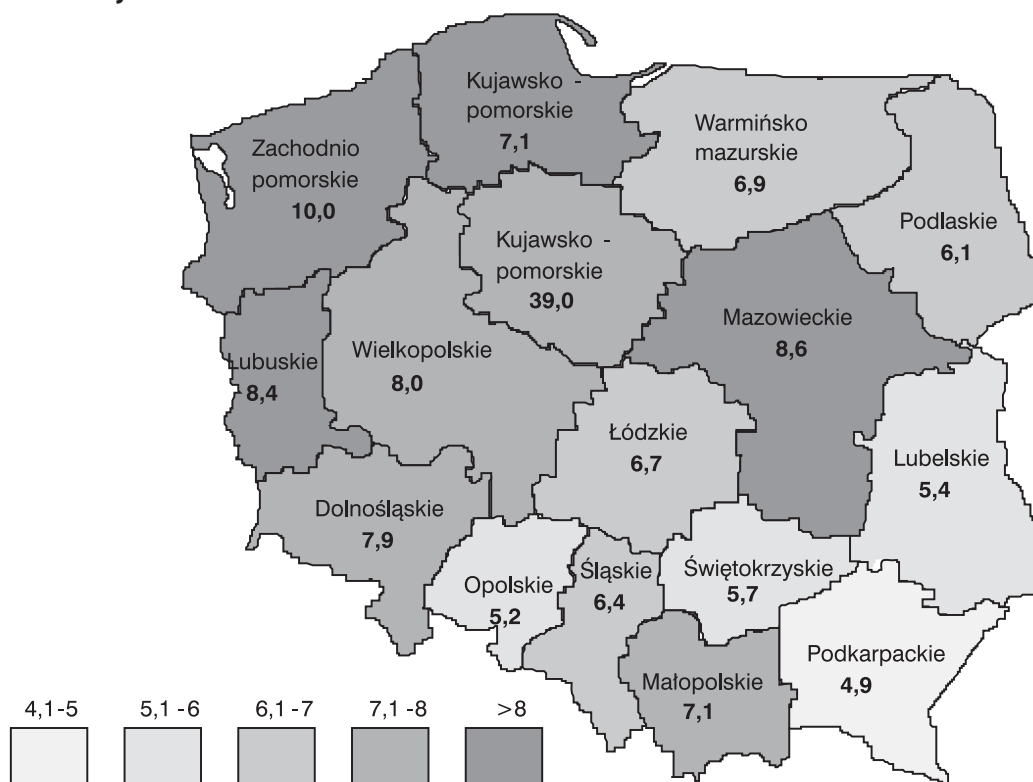 Kujawsko -
pomorskie
7,1
Zachodnio
pomorskie
10,0
Warmińsko
mazurskie
6,9
Podlaskie
6,1
Kujawsko -
pomorskie
39,0
Mazowieckie
8,6
Lubuskie
8,4
Wielkopolskie
8,0
Łódzkie
6,7
Lubelskie
5,4
Dolnośląskie
7,9
Opolskie
5,2
Śląskie
6,4
Świętokrzyskie
5,7
Małopolskie
7,1
Podkarpackie
4,9
4,1-5
5,1-6
6,1-7
7,1-8
>8